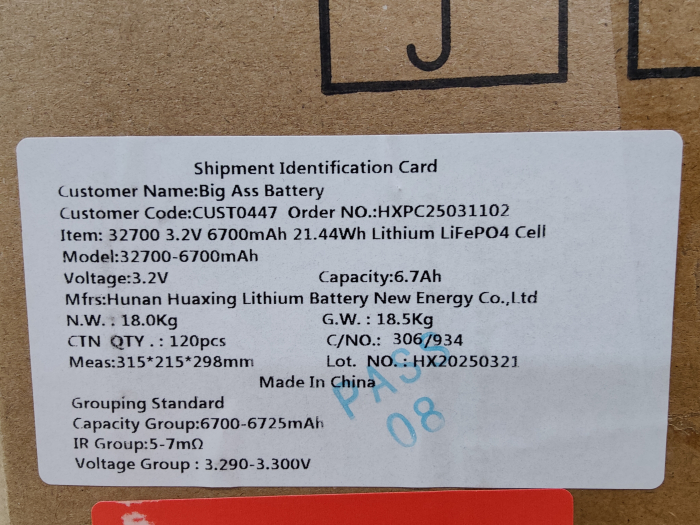 Shipment Identification Card
Customer Name:Big Ass Battery
Customer Code:CUST0447 Order NO.:HXPC25031102
Item: 32700 3.2V 6700mAh 21.44Wh Lithium LiFePO4 Cell
Model:32700-6700mAh
Voltage:3.2V Capacity:6.7Ah
Mfrs:Hunan Huaxing Lithium Battery New Energy Co.,Ltd
N.W. : 18.0Kg G.W. : 18.5Kg
CTN QTY . : 120pcs C/NO.: 306/934
Meas:315*215*298mm Lot. NO. : HX20250321
Made In China
PASS
08
Grouping Standard
Capacity Group:6700-6725mAh
IR Group:5-7mΩ
Voltage Group : 3.290-3.300V